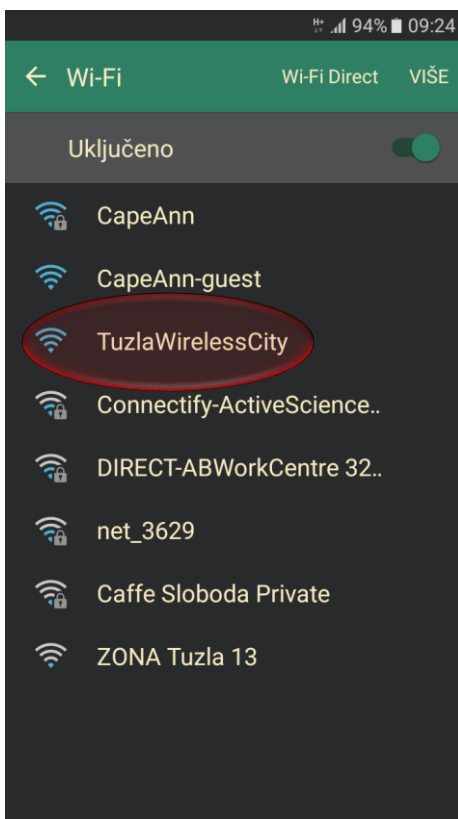 H+ 94% 09:24
Wi-Fi Wi-Fi Direct VIŠE
Uključeno
CapeAnn
CapeAnn-guest
TuzlaWirelessCity
Connectify-ActiveScience..
DIRECT-ABWorkCentre 32..
net_3629
Caffe Sloboda Private
ZONA Tuzla 13